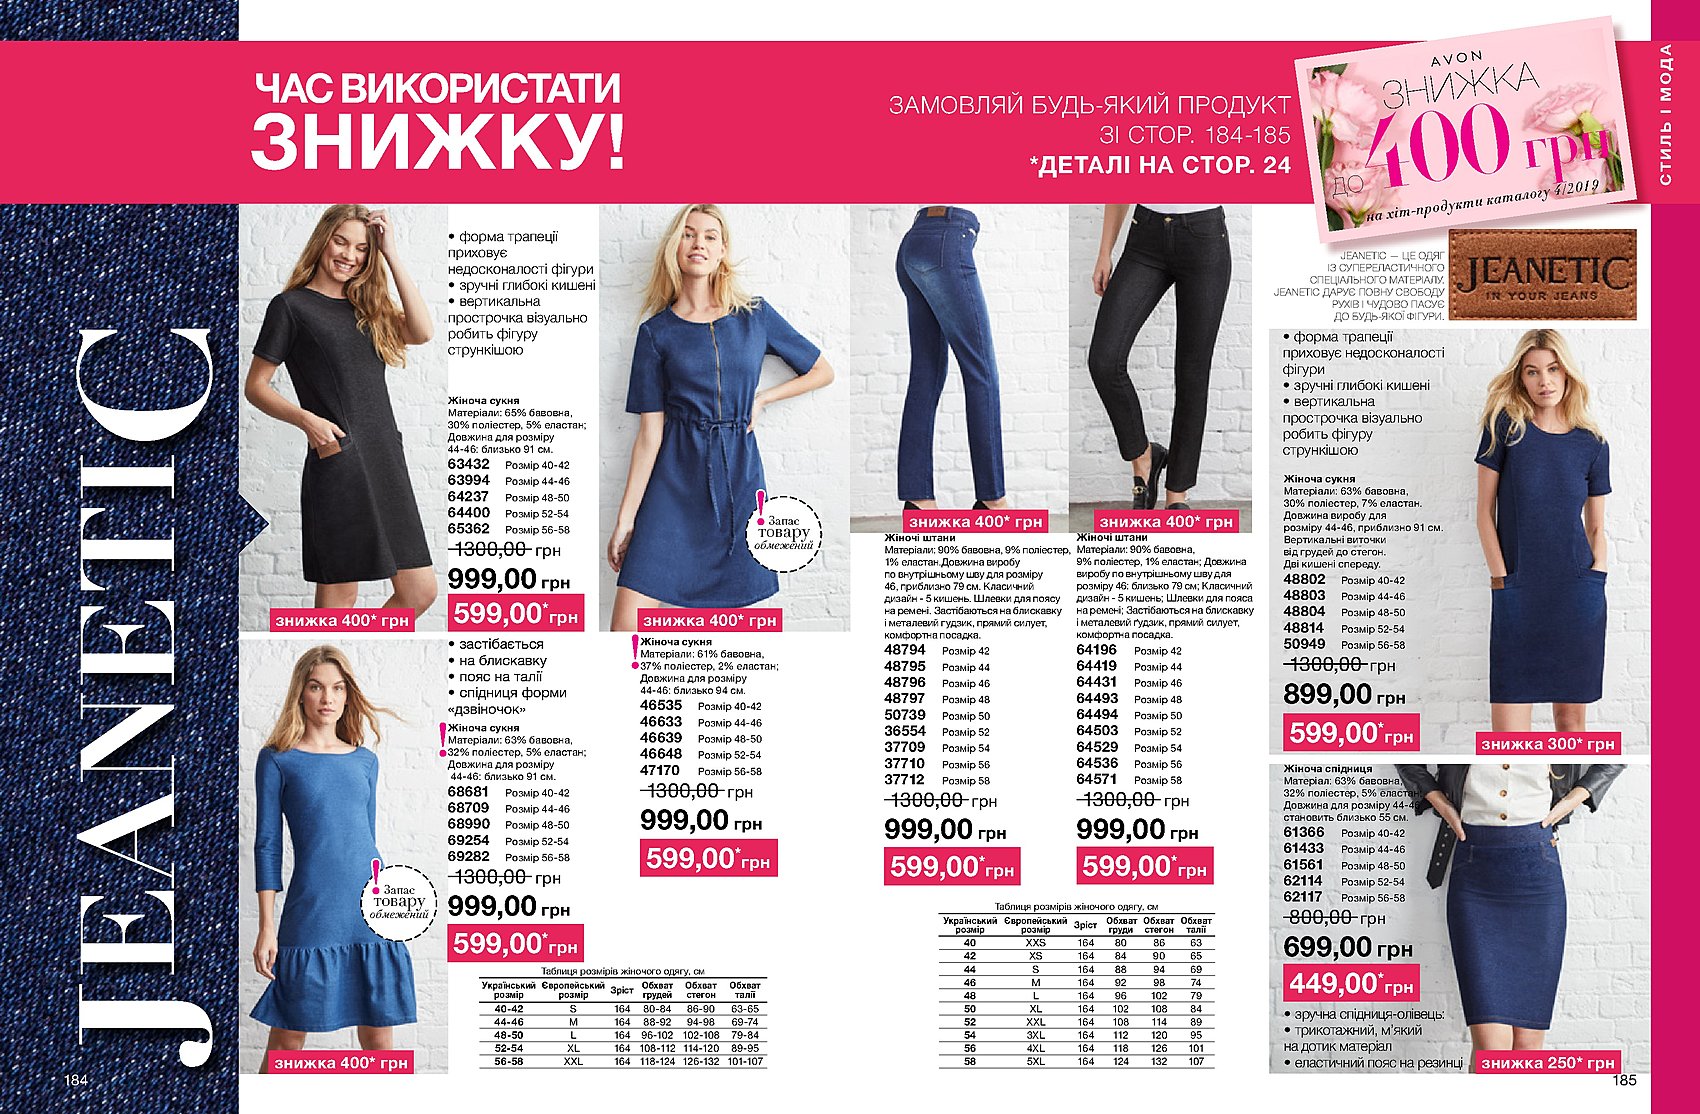 ЧАС ВИКОРИСТАТИ
ЗНИЖКУ!
ЗАМОВЛЯЙ БУДЬ-ЯКИЙ ПРОДУКТ
ЗІ СТОР. 184-185
*ДЕТАЛІ НА СТОР. 24
AVON
ЗНИЖКА
ДО 400 грн
на хіт-продукти каталогу 4/2019
СТИЛЬ І МОДА
JEANETIC
• форма трапеції
приховує
недосконалості фігури
• зручні глибокі кишені
• вертикальна
прострочка візуально
робить фігуру
стрункішою
Жіноча сукня
Матеріали: 65% бавовна,
30% поліестер, 5% еластан;
Довжина для розміру
44-46: близько 91 см.
63432 Розмір 40-42
63994 Розмір 44-46
64237 Розмір 48-50
64400 Розмір 52-54
65362 Розмір 56-58
1300,00 грн
999,00 грн
599,00* грн
знижка 400* грн
• застібається
• на блискавку
• пояс на талії
• спідниця форми
«дзвіночок»
Жіноча сукня
Матеріали: 63% бавовна,
32% поліестер, 5% еластан;
Довжина для розміру
44-46: близько 91 см.
68681 Розмір 40-42
68709 Розмір 44-46
68990 Розмір 48-50
69254 Розмір 52-54
69282 Розмір 56-58
1300,00 грн
999,00 грн
599,00* грн
! Запас
товару
обмежений
знижка 400* грн
! Запас
товару
обмежений
знижка 400* грн
Жіноча сукня
Матеріали: 61% бавовна,
37% поліестер, 2% еластан;
Довжина для розміру
44-46: близько 94 см.
46535 Розмір 40-42
46633 Розмір 44-46
46639 Розмір 48-50
46648 Розмір 52-54
47170 Розмір 56-58
1300,00 грн
999,00 грн
599,00* грн
Таблиця розмірів жіночого одягу, см
Український розмір Європейський розмір Зріст Обхват грудей Обхват стегон Обхват талії
40-42 S 164 80-84 86-90 63-65
44-46 M 164 88-92 94-98 69-74
48-50 L 164 96-102 102-108 79-84
52-54 XL 164 108-112 114-120 89-95
56-58 XXL 164 118-124 126-132 101-107
184
знижка 400* грн
Жіночі штани
Матеріали: 90% бавовна, 9% поліестер,
1% еластан.Довжина виробу
по внутрішньому шву для розміру
46, приблизно 79 см. Класичний
дизайн - 5 кишень. Шлевки для поясу
на ремені. Застібаються на блискавку
і металевий гудзик, прямий силует,
комфортна посадка.
48794 Розмір 42
48795 Розмір 44
48796 Розмір 46
48797 Розмір 48
50739 Розмір 50
36554 Розмір 52
37709 Розмір 54
37710 Розмір 56
37712 Розмір 58
1300,00 грн
999,00 грн
599,00* грн
знижка 400* грн
Жіночі штани
Матеріали: 90% бавовна,
9% поліестер, 1% еластан; Довжина
виробу по внутрішньому шву для
розміру 46: близько 79 см; Класичний
дизайн - 5 кишень; Шлевки для пояса
на ремені; Застібаються на блискавку
і металевий ґудзик, прямий силует,
комфортна посадка.
64196 Розмір 42
64419 Розмір 44
64431 Розмір 46
64493 Розмір 48
64494 Розмір 50
64503 Розмір 52
64529 Розмір 54
64536 Розмір 56
64571 Розмір 58
1300,00 грн
999,00 грн
599,00* грн
Таблиця розмірів жіночого одягу, см
Український розмір Європейський розмір Зріст Обхват груди Обхват стегон Обхват талії
40 XXS 164 80 86 63
42 XS 164 84 90 65
44 S 164 88 94 69
46 M 164 92 98 74
48 L 164 96 102 79
50 XL 164 102 108 84
52 XXL 164 108 114 89
54 3XL 164 112 120 95
56 4XL 164 118 126 101
58 5XL 164 124 132 107
JEANETIC — ЦЕ ОДЯГ
ІЗ СУПЕРЕЛАСТИЧНОГО
СПЕЦІАЛЬНОГО МАТЕРІАЛУ.
JEANETIC ДАРУЄ ПОВНУ СВОБОДУ
РУХІВ І ЧУДОВО ПАСУЄ
ДО БУДЬ-ЯКОЇ ФІГУРИ.
JEANETIC
IN YOUR JEANS
• форма трапеції
приховує недосконалості
фігури
• зручні глибокі кишені
• вертикальна
прострочка візуально
робить фігуру
стрункішою
Жіноча сукня
Матеріали: 63% бавовна,
30% поліестер, 7% еластан.
Довжина виробу для
розміру 44-46, приблизно 91 см.
Вертикальні виточки
від грудей до стегон.
Дві кишені спереду.
48802 Розмір 40-42
48803 Розмір 44-46
48804 Розмір 48-50
48814 Розмір 52-54
50949 Розмір 56-58
1300,00 грн
899,00 грн
599,00* грн
знижка 300* грн
Жіноча спідниця
Матеріал: 63% бавовна,
32% поліестер, 5% еластан.
Довжина для розміру 44-46
становить близько 55 см.
61366 Розмір 40-42
61433 Розмір 44-46
61561 Розмір 48-50
62114 Розмір 52-54
62117 Розмір 56-58
800,00 грн
699,00 грн
449,00* грн
• зручна спідниця-олівець:
• трикотажний, м'який
на дотик матеріал
• еластичний пояс на резинці
знижка 250* грн
185